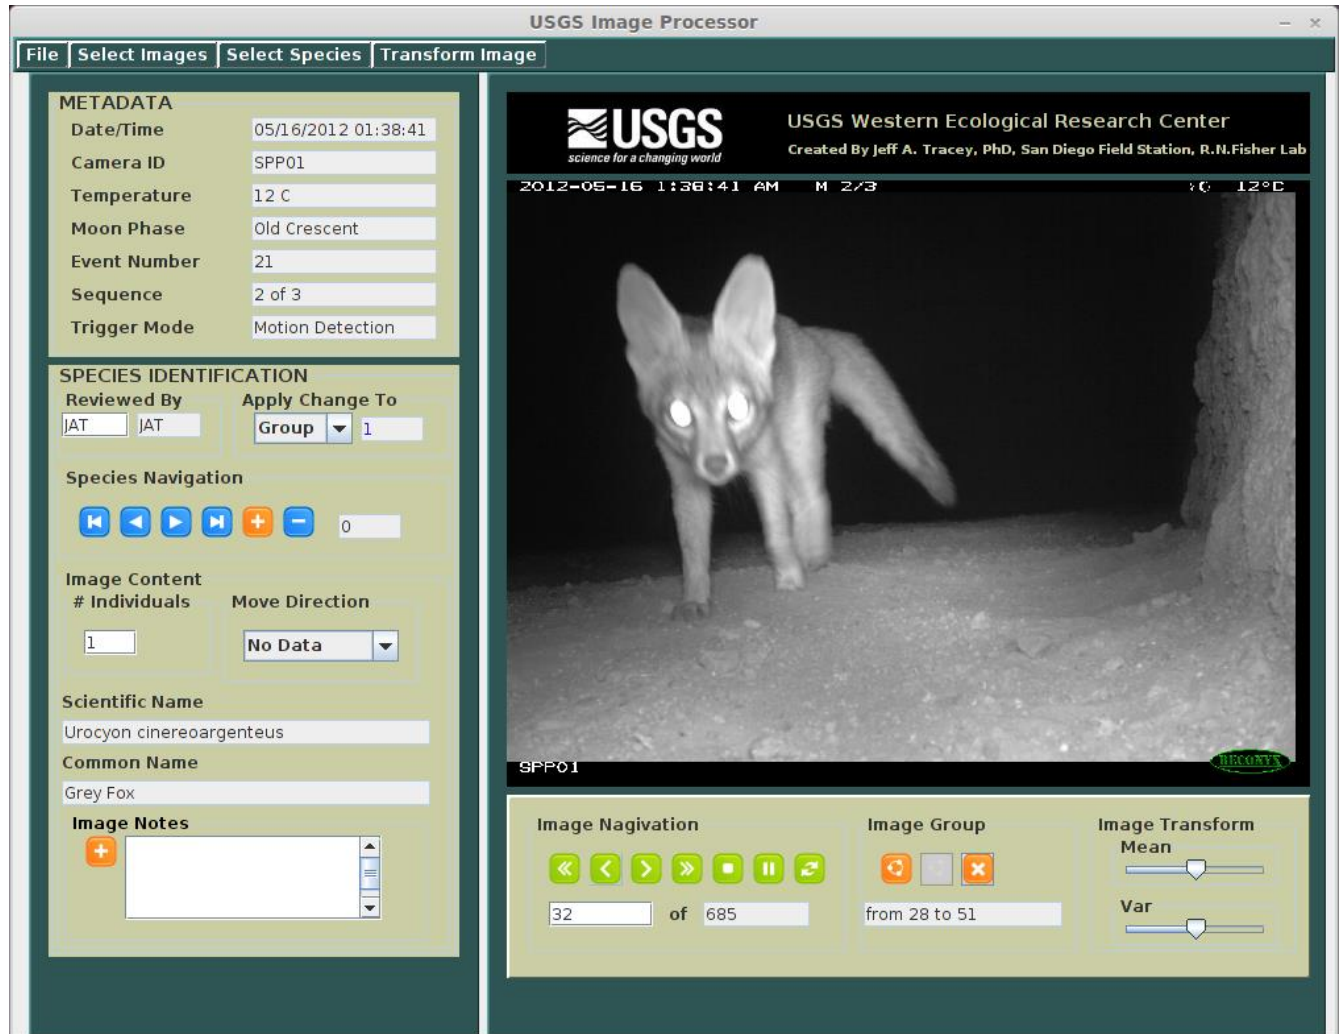 USGS Image Processor
File Select Images Select Species Transform Image
METADATA
Date/Time 05/16/2012 01:38:41
Camera ID SPP01
Temperature 12 C
Moon Phase Old Crescent
Event Number 21
Sequence 2 of 3
Trigger Mode Motion Detection
SPECIES IDENTIFICATION
Reviewed By Apply Change To
JAT JAT Group 1
Species Navigation
0
Image Content
# Individuals Move Direction
1 No Data
Scientific Name
Urocyon cinereoargenteus
Common Name
Grey Fox
Image Notes
USGS
science for a changing world
USGS Western Ecological Research Center
Created By Jeff A. Tracey, PhD, San Diego Field Station, R.N.Fisher Lab
2012-05-16 1:38:41 AM M 2/3 12°C
SPP01
RECONYX
Image Nagivation Image Group Image Transform
Mean
32 of 685 from 28 to 51
Var